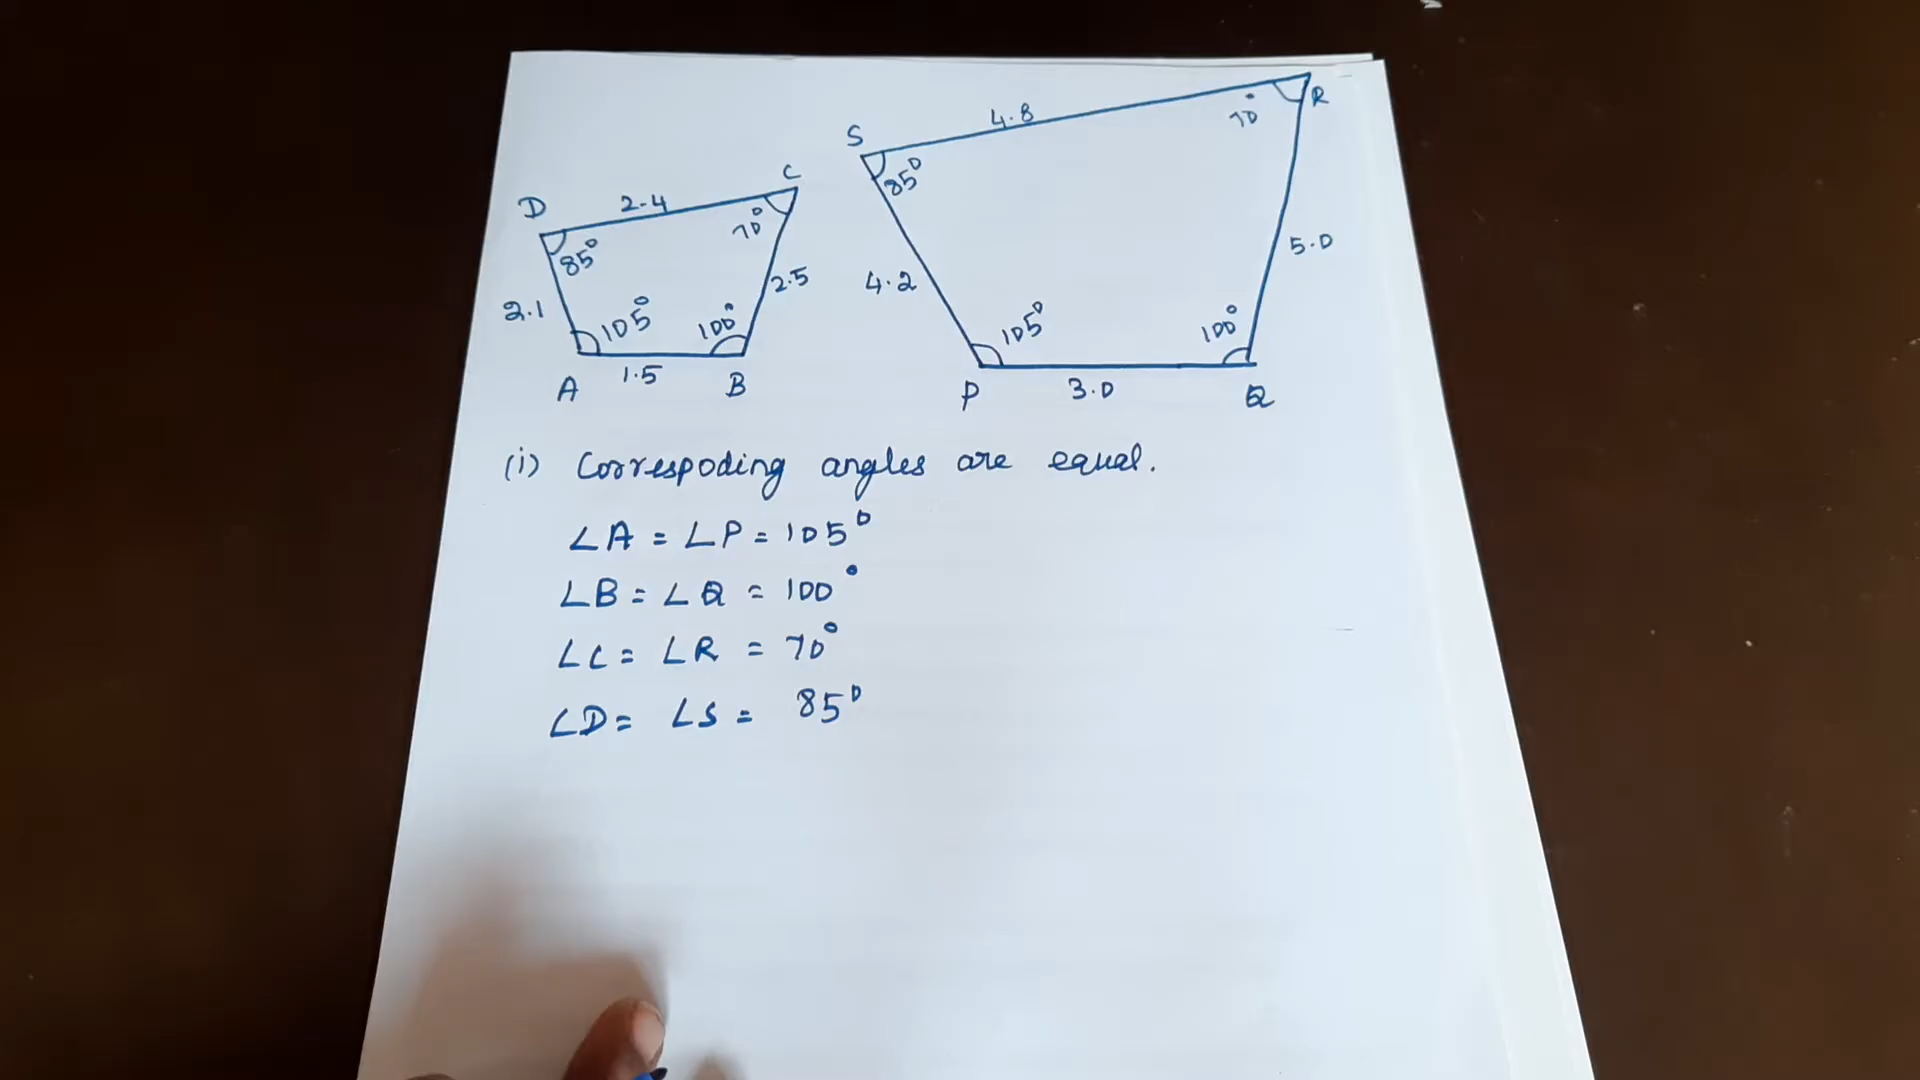 D 2.4 C
85° 70°
2.1 2.5
105° 100°
A 1.5 B
S 4.8 R
85° 70°
4.2 5.0
105° 100°
P 3.0 Q
(i) Correspoding angles are equal.
∠A = ∠P = 105°
∠B = ∠Q = 100°
∠C = ∠R = 70°
∠D = ∠S = 85°